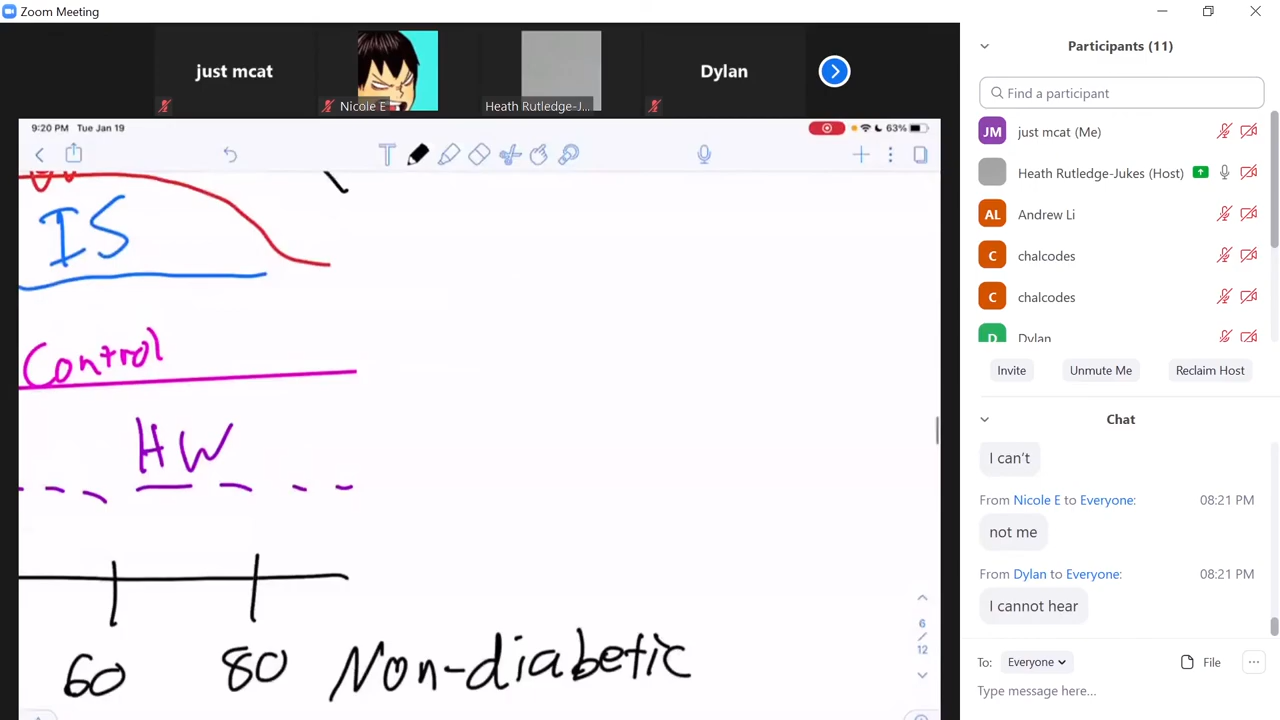 Zoom Meeting
just mcat
Nicole E
Heath Rutledge-J...
Dylan
9:20 PM Tue Jan 19
63%
T
IS
Control
HW
60
80
Non-diabetic
6
/
12
Participants (11)
Find a participant
JM just mcat (Me)
Heath Rutledge-Jukes (Host)
AL Andrew Li
C chalcodes
C chalcodes
D Dylan
Invite
Unmute Me
Reclaim Host
Chat
I can't
From Nicole E to Everyone: 08:21 PM
not me
From Dylan to Everyone: 08:21 PM
I cannot hear
To: Everyone
File
Type message here...